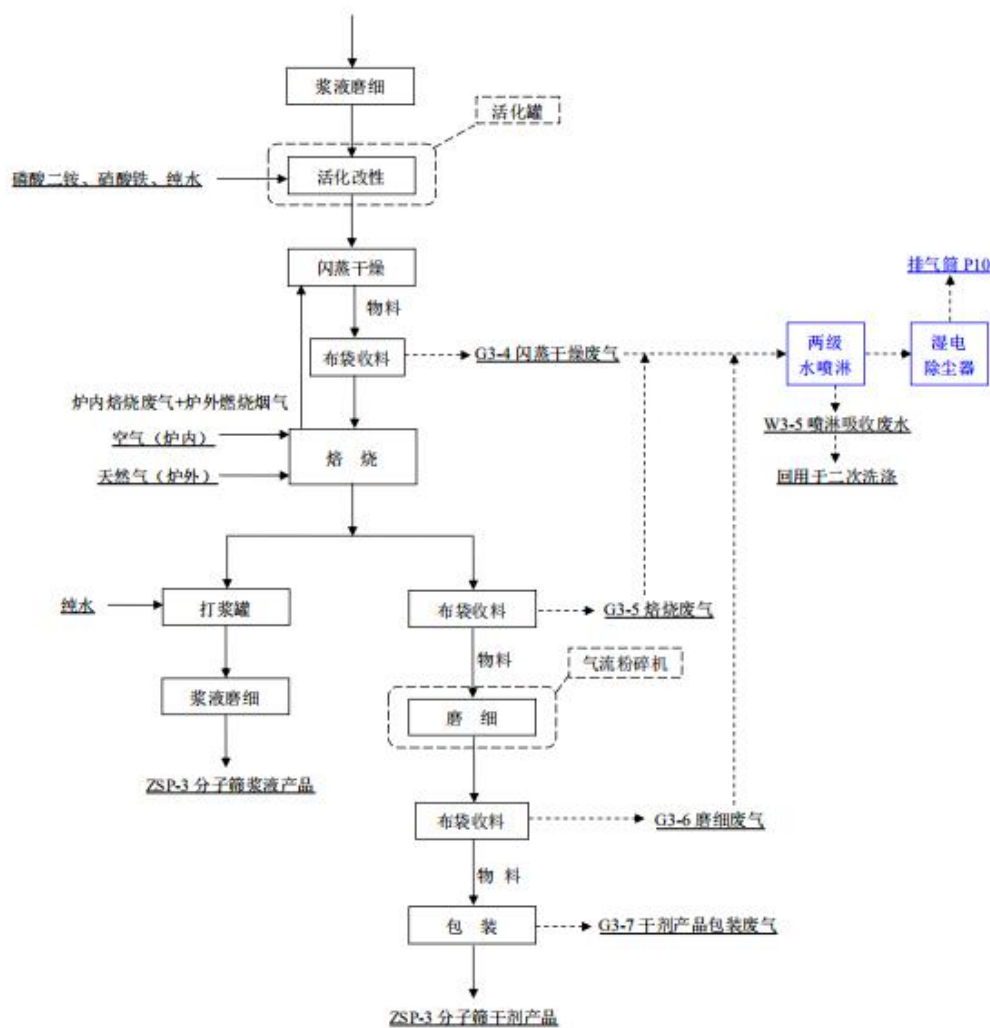 浆液磨细
活化罐
磷酸二铵、硝酸铁、纯水
活化改性
闪蒸干燥
排气筒 P10
物料
布袋收料
G3-4 闪蒸干燥废气
两级
水喷淋
湿电
除尘器
炉内焙烧废气+炉外燃烧烟气
空气（炉内）
天然气（炉外）
焙 烧
W3-5 喷淋吸收废水
回用于二次洗涤
纯水
打浆罐
布袋收料
G3-5 焙烧废气
物料
气流粉碎机
浆液磨细
磨 细
ZSP-3 分子筛浆液产品
布袋收料
G3-6 磨细废气
物 料
包 装
G3-7 干剂产品包装废气
ZSP-3 分子筛干剂产品